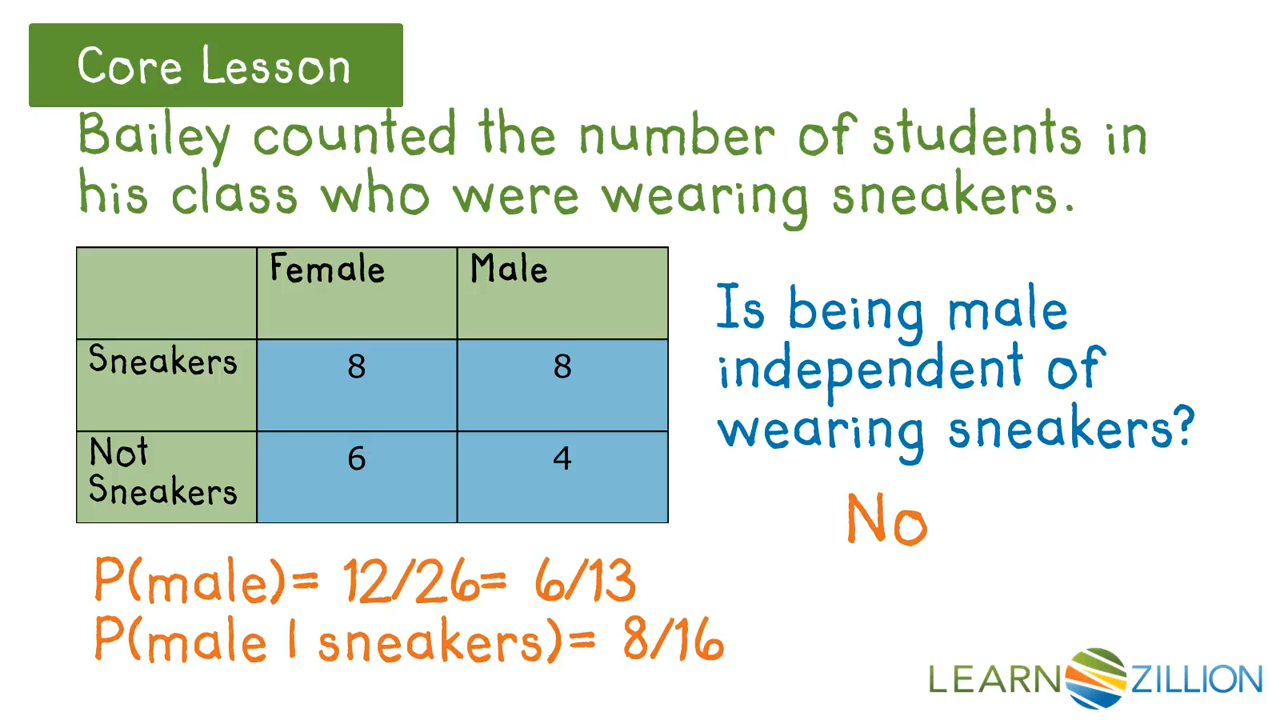 Core Lesson
Bailey counted the number of students in
his class who were wearing sneakers.
Female Male
Sneakers 8 8
Not
Sneakers 6 4
Is being male
independent of
wearing sneakers?
No
P(male)= 12/26= 6/13
P(male | sneakers)= 8/16
LEARN ZILLION